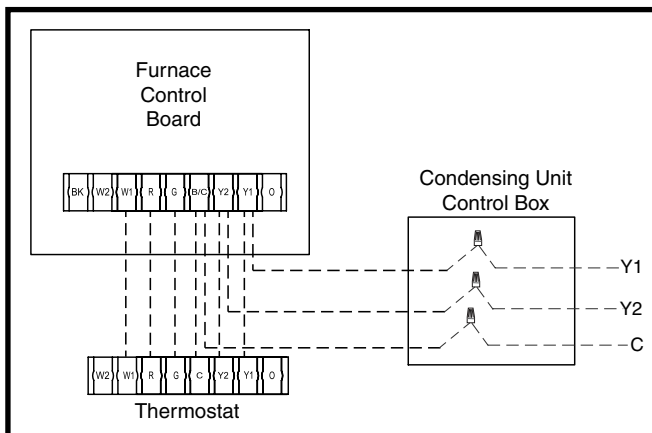 Furnace
Control
Board
BK W2 W1 R G B/C Y2 Y1 O
Condensing Unit
Control Box
Y1
Y2
C
W2 W1 R G C Y2 Y1 O
Thermostat